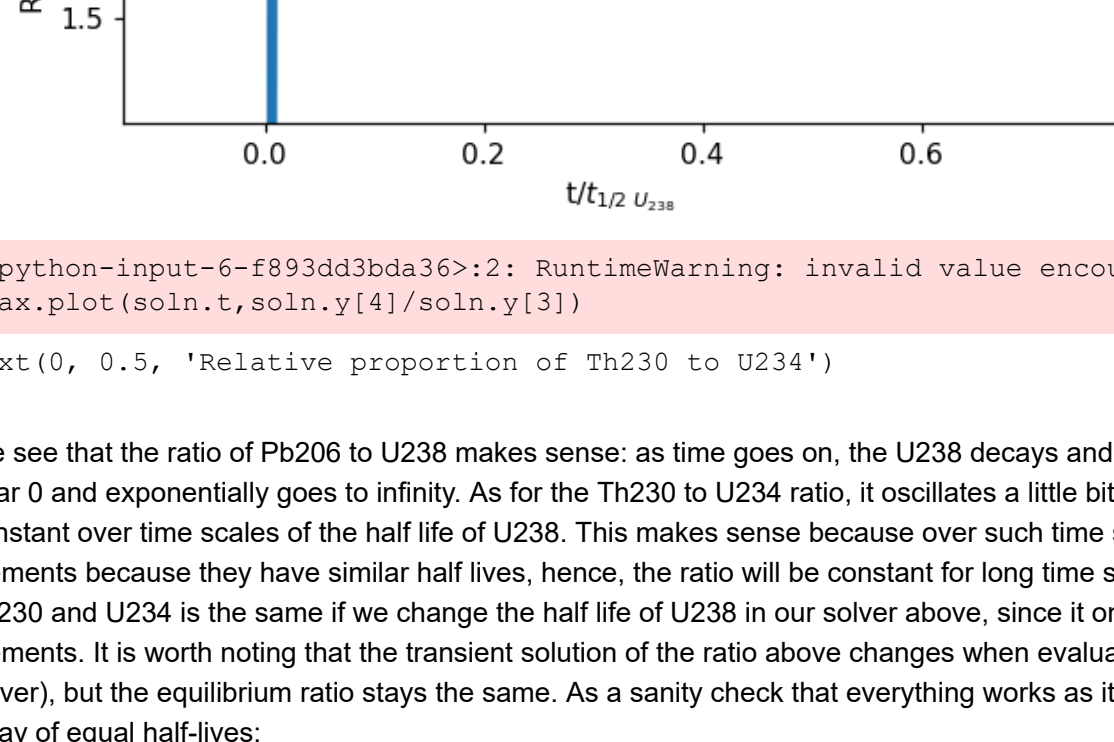 1.5
0.0 0.2 0.4 0.6
t/t1/2 U238
python-input-6-f893dd3bda36>:2: RuntimeWarning: invalid value
ax.plot(soln.t,soln.y[4]/soln.y[3])
xt(0, 0.5, 'Relative proportion of Th230 to U234')
see that the ratio of Pb206 to U238 makes sense: as time goes on, the U238 decays and
0 and exponentially goes to infinity. As for the Th230 to U234 ratio, it oscillates a little bit
over time scales of the half life of U238. This makes sense because over such time
because they have similar half lives, hence, the ratio will be constant for long time
230 and U234 is the same if we change the half life of U238 in our solver above, since it
It is worth noting that the transient solution of the ratio above changes when
ver), but the equilibrium ratio stays the same. As a sanity check that everything works as it
of equal half-lives: